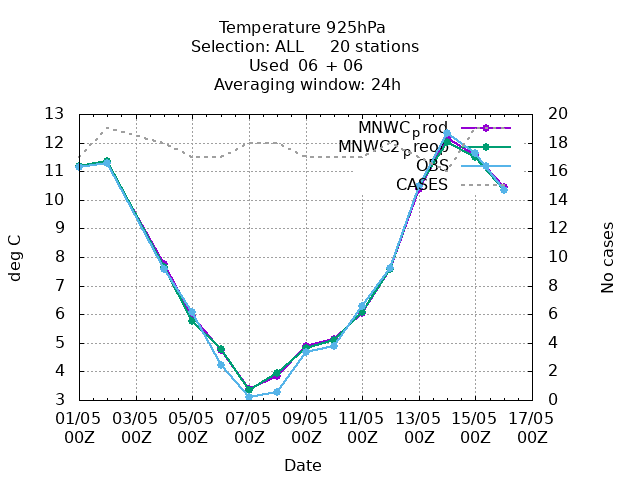 Temperature 925hPa
Selection: ALL 20 stations
Used 06 + 06
Averaging window: 24h
MNWCprod
MNWC2preop
OBS
CASES
13
12
11
10
9
8
7
6
5
4
3
20
18
16
14
12
10
8
6
4
2
0
deg C
No cases
01/05 03/05 05/05 07/05 09/05 11/05 13/05 15/05 17/05
00Z 00Z 00Z 00Z 00Z 00Z 00Z 00Z 00Z
Date